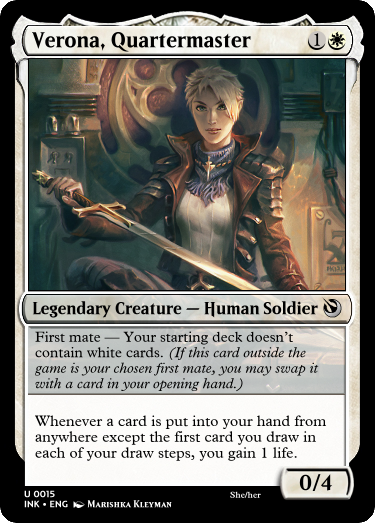 Verona, Quartermaster 1
Legendary Creature — Human Soldier
First mate — Your starting deck doesn't
contain white cards. (If this card outside the
game is your chosen first mate, you may swap it
with a card in your opening hand.)
Whenever a card is put into your hand from
anywhere except the first card you draw in
each of your draw steps, you gain 1 life.
0/4
U 0015
INK • ENG Marishka Kleyman
She/her